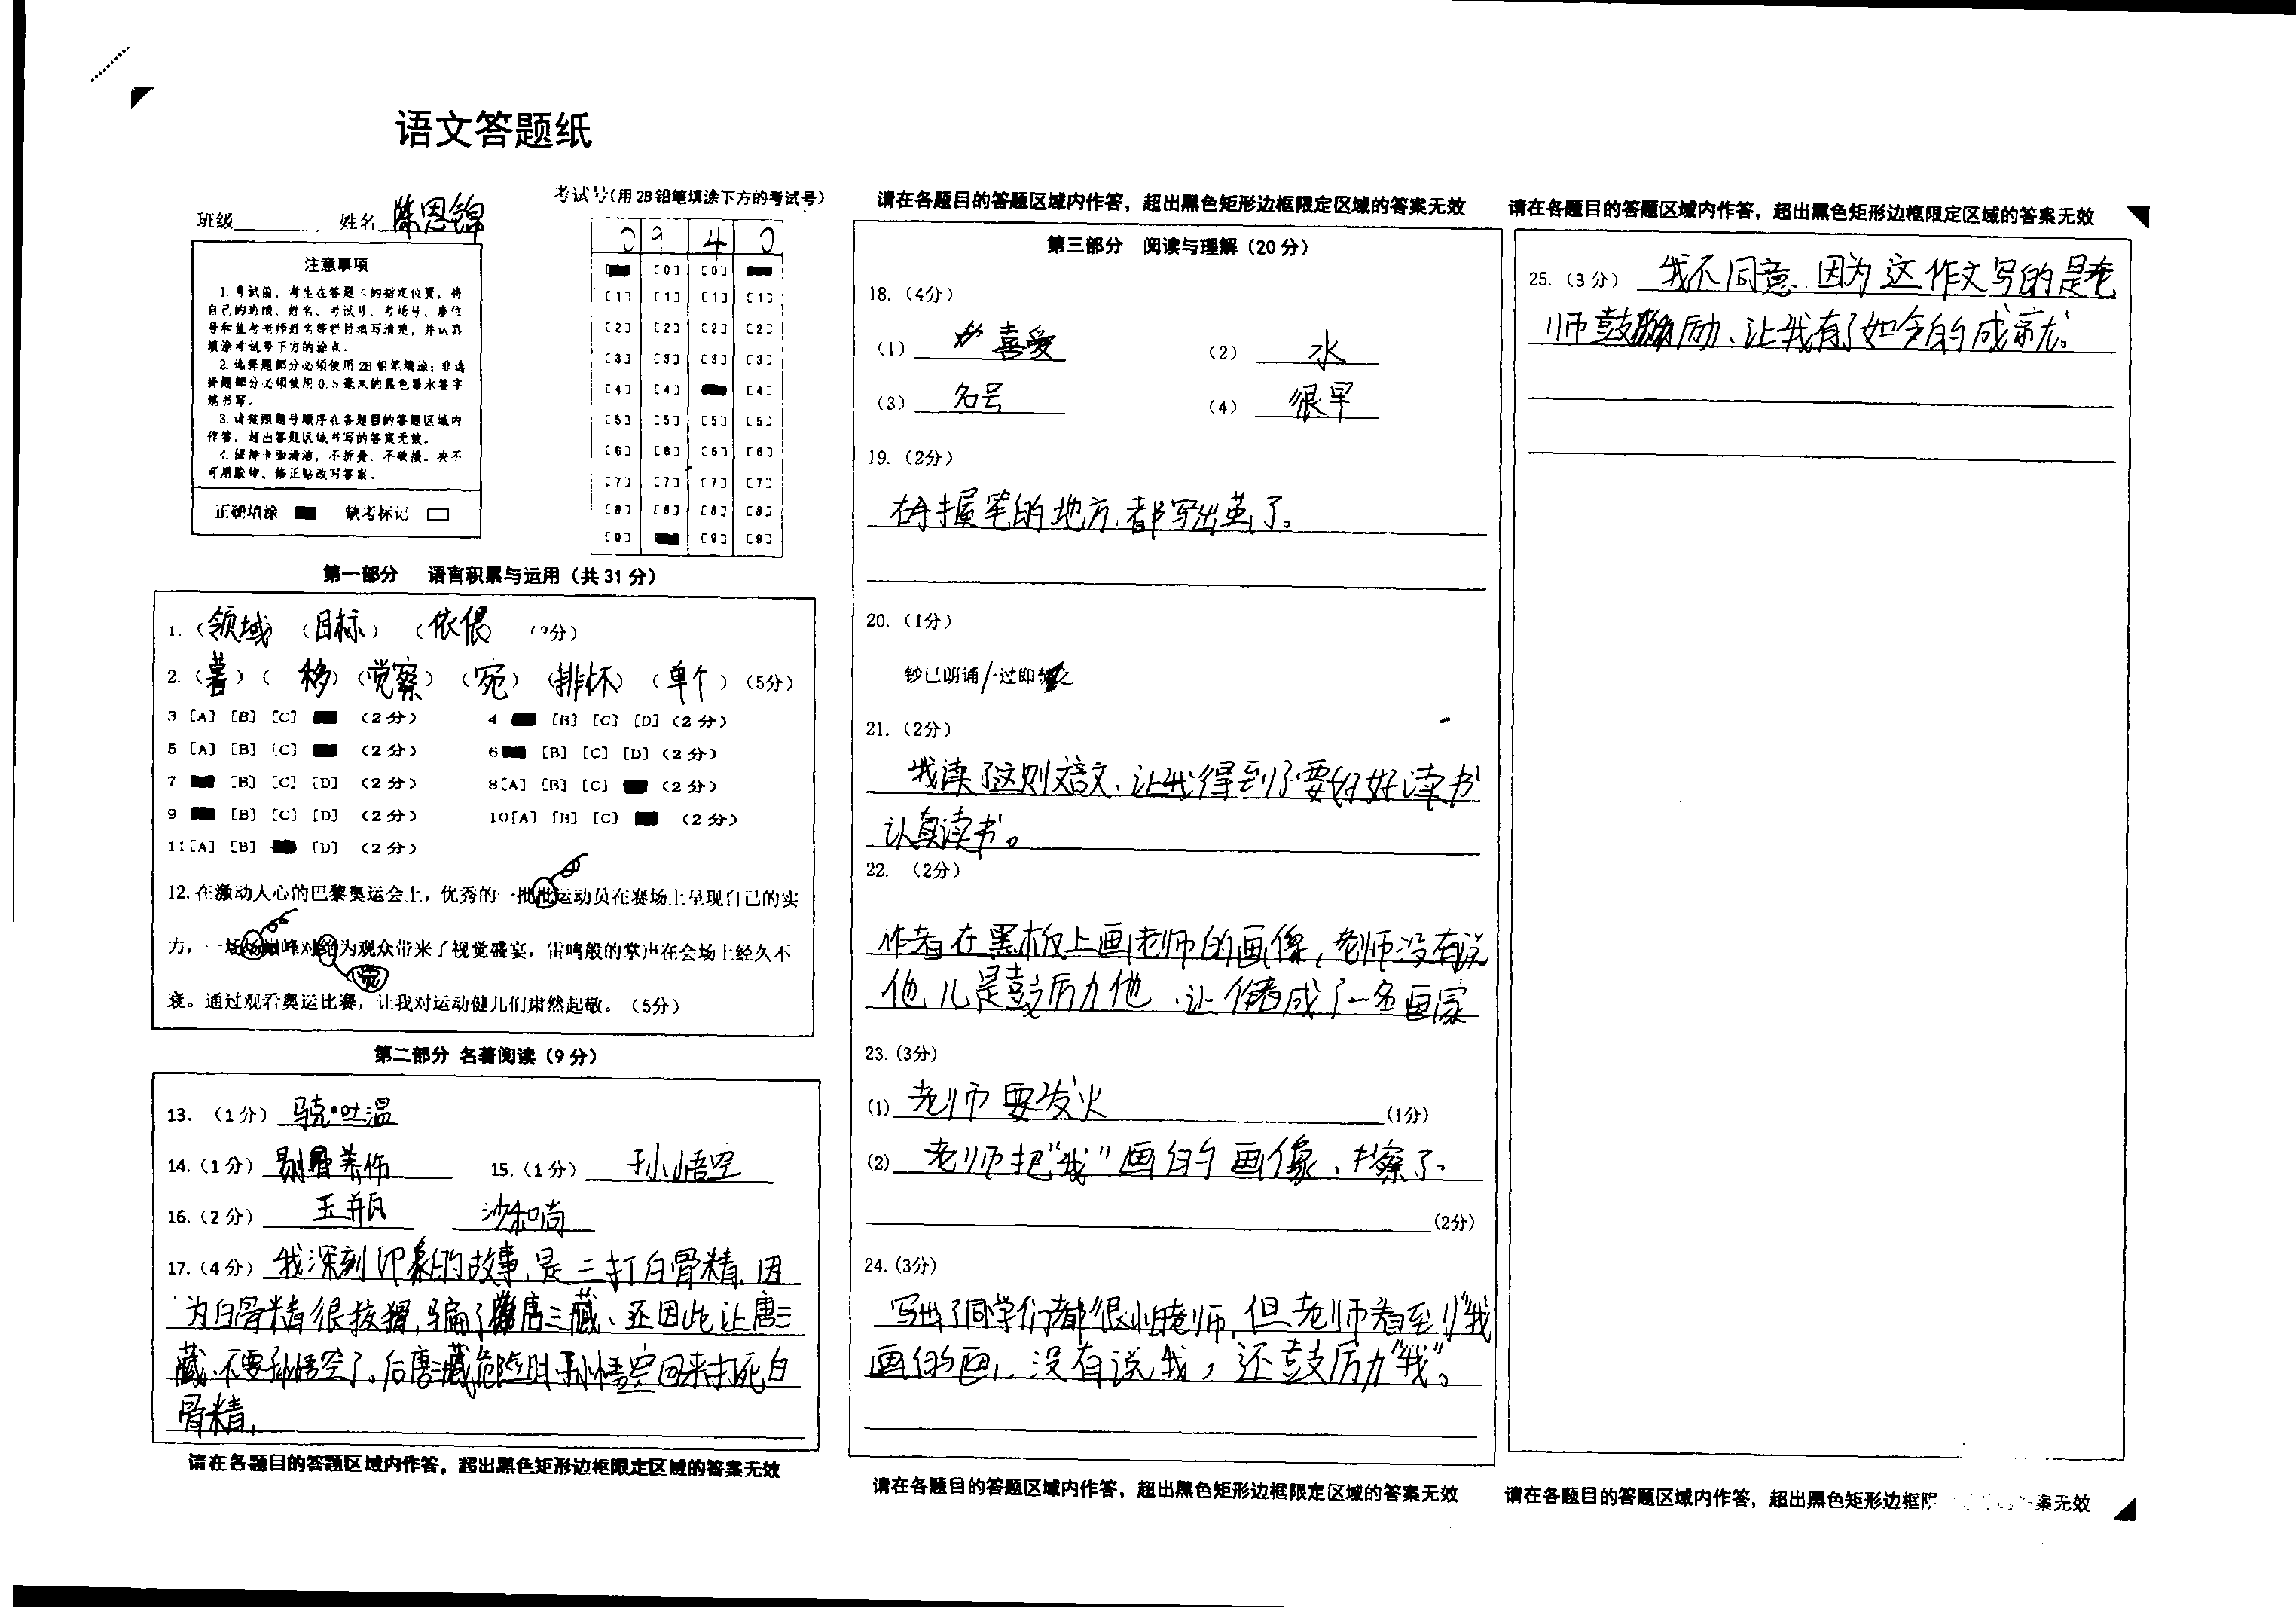 语文答题纸
班级 姓名 陈恩锦
考试号(用2B铅笔填涂下方的考试号)
0 9 4 0
注意事项
1. 考试前，考生在答题卡的指定位置，将
自己的班级、姓名、考试号、考场号、座位
号和监考老师姓名等栏目填写清楚，并认真
填涂考试号下方的涂点。
2. 选择题部分必须使用2B铅笔填涂；非选
择题部分必须使用0.5毫米的黑色墨水签字
笔书写。
3. 请按照题号顺序在各题目的答题区域内
作答，超出答题区域书写的答案无效。
4. 保持卡面清洁，不折叠、不破损。决不
可用胶带、修正贴改写答案。
正确填涂 缺考标记
[0] [0]
[1] [1] [1] [1]
[2] [2] [2] [2]
[3] [3] [3] [3]
[4] [4] [4]
[5] [5] [5] [5]
[6] [6] [6] [6]
[7] [7] [7] [7]
[8] [8] [8] [8]
[9] [9] [9]
第一部分 语言积累与运用（共31分）
1.（领域）（目标）（依偎
2.（薯）（ 移）（觉察）（宛）（排怀）（单个）（5分）
3 [A] [B] [C] （2分） 4 [B] [C] [D]（2分）
5 [A] [B] [C] （2分） 6 [B] [C] [D]（2分）
7 [B] [C] [D] （2分） 8[A] [B] [C] （2分）
9 [B] [C] [D] （2分） 10[A] [B] [C] （2分）
11[A] [B] [D] （2分）
12.在激动人心的巴黎奥运会上，优秀的一批批运动员在赛场上呈现自己的实
力，一场场巅峰对绝为观众带来了视觉盛宴，雷鸣般的掌声在会场上经久不
衰。通过观看奥运比赛，让我对运动健儿们肃然起敬。（5分）
第二部分 名著阅读（9分）
13.（1分） 骁·吐温
14.（1分） 15.（1分） 孙悟空
16.（2分） 沙和尚
17.（4分）我深刻印象的故事，是三打白骨精，因
为白骨精很狡猾，骗了唐三藏、还因此让唐三
藏不要孙悟空了。后唐三藏危险时孙悟空回来打死白
骨精，
请在各题目的答题区域内作答，超出黑色矩形边框限定区域的答案无效
请在各题目的答题区域内作答，超出黑色矩形边框限定区域的答案无效
第三部分 阅读与理解（20分）
18.（4分）
（1） 喜爱 （2） 水
（3） 名号 （4） 很早
19.（2分）
在握笔的地方，都写出茧了。
20.（1分）
钞已朗诵/一过即
21.（2分）
我读了这则文言文，让我得到了要好好读书
认真读书。
22. （2分）
作者在黑板上画老师的画像，老师没有说
他，儿是鼓厉力他，让作者成了一名画家
23.(3分)
(1) 老师要发火 (1分)
(2) 老师把“我”画的画像，擦了。
(2分)
24.(3分)
写出了同学们都很怕老师，但老师看到“我
画的画，没有说我，还鼓厉力“我”。
请在各题目的答题区域内作答，超出黑色矩形边框限定区域的答案无效
请在各题目的答题区域内作答，超出黑色矩形边框限定区域的答案无效
25.（3分） 我不同意．因为这作文写的是老
师鼓励、让我有了如今的成就。
请在各题目的答题区域内作答，超出黑色矩形边框限 案无效